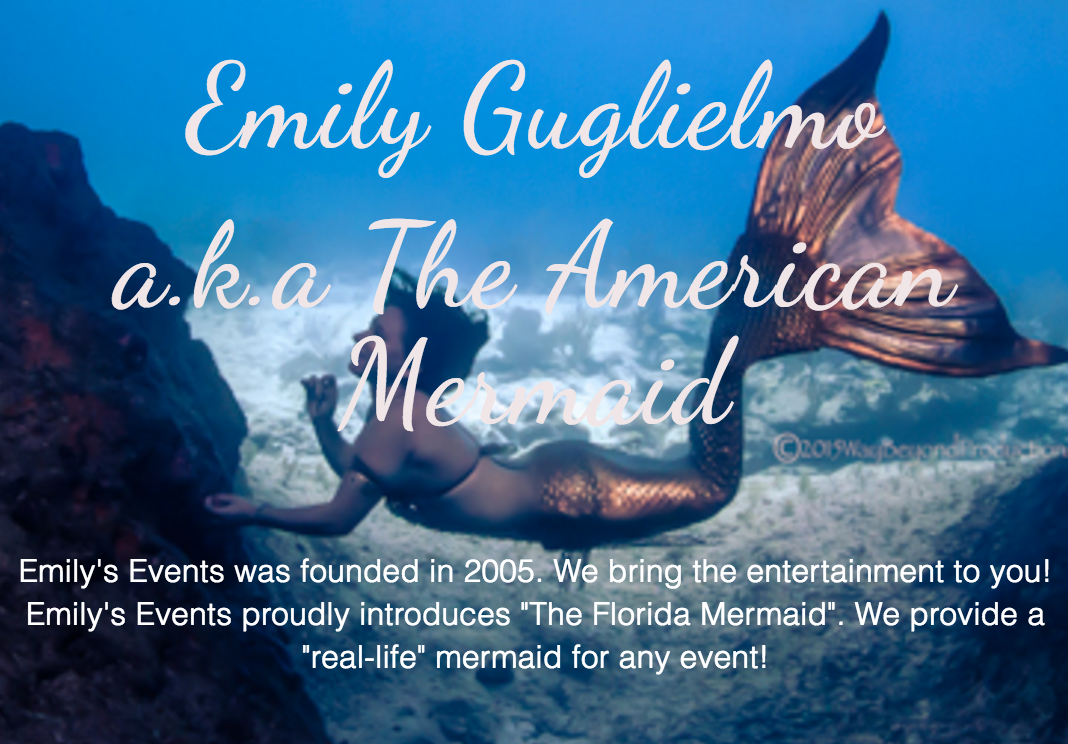 Emily Guglielmo
a.k.a The American
Mermaid
©2015WayBeyondProduction
Emily's Events was founded in 2005. We bring the entertainment to you!
Emily's Events proudly introduces "The Florida Mermaid". We provide a
"real-life" mermaid for any event!